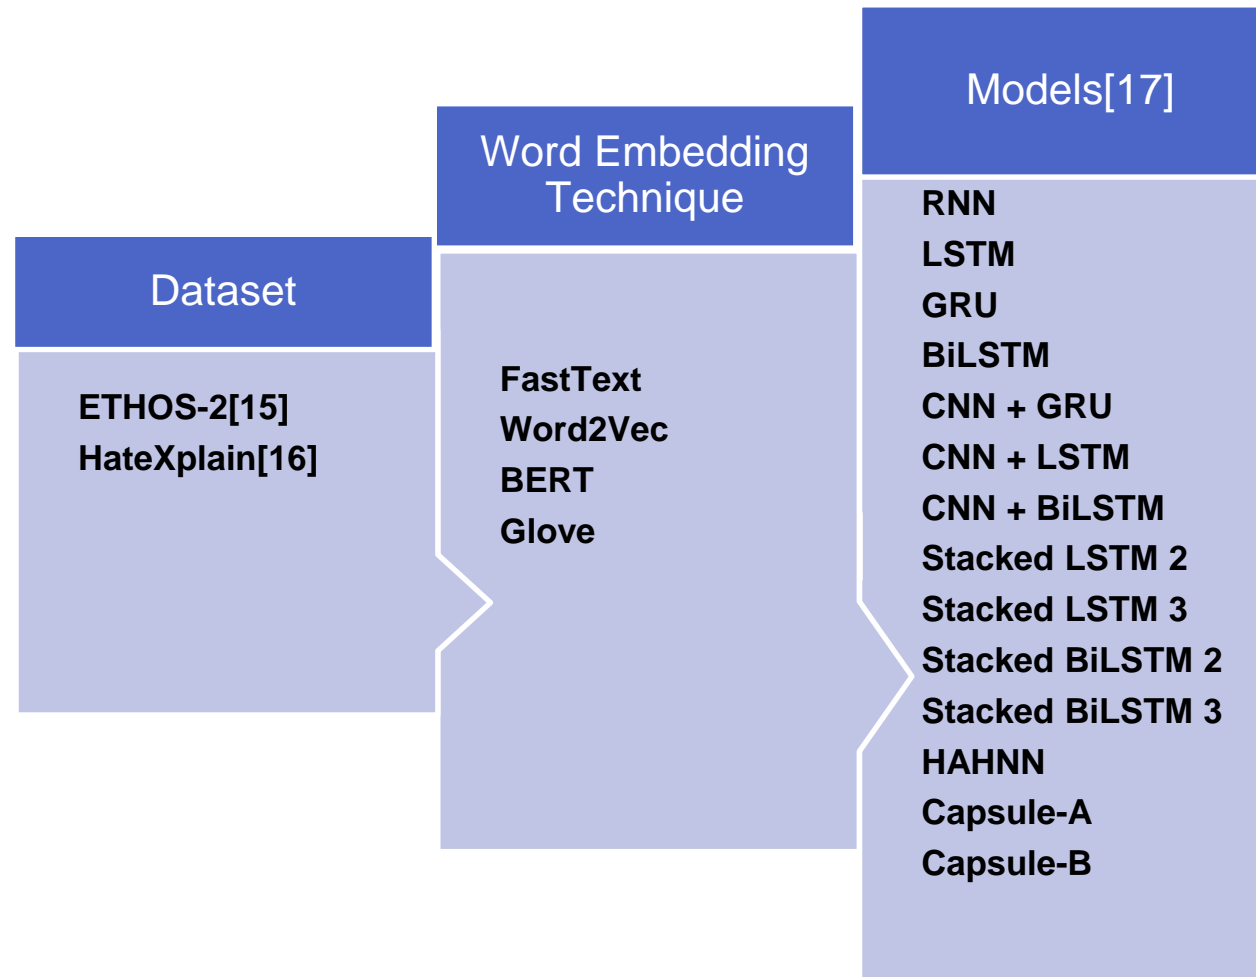 Dataset
ETHOS-2[15]
HateXplain[16]
Word Embedding
Technique
FastText
Word2Vec
BERT
Glove
Models[17]
RNN
LSTM
GRU
BiLSTM
CNN + GRU
CNN + LSTM
CNN + BiLSTM
Stacked LSTM 2
Stacked LSTM 3
Stacked BiLSTM 2
Stacked BiLSTM 3
HAHNN
Capsule-A
Capsule-B